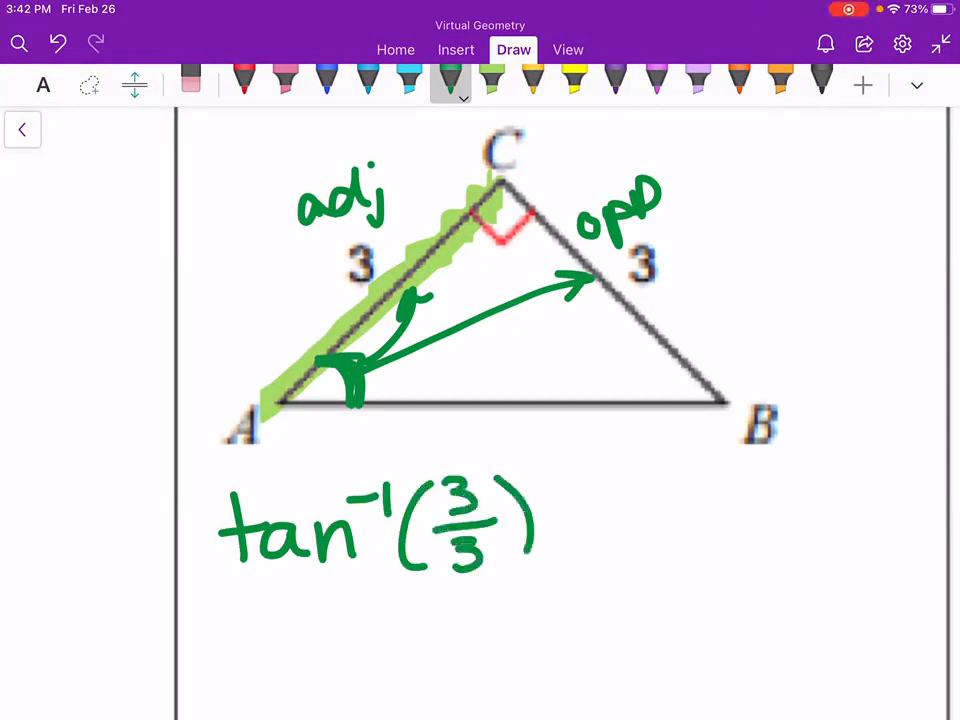 3:42 PM Fri Feb 26
73%
Virtual Geometry
Home Insert Draw View
A
C
adj
opp
3
3
A
B
tan⁻¹(3/3)